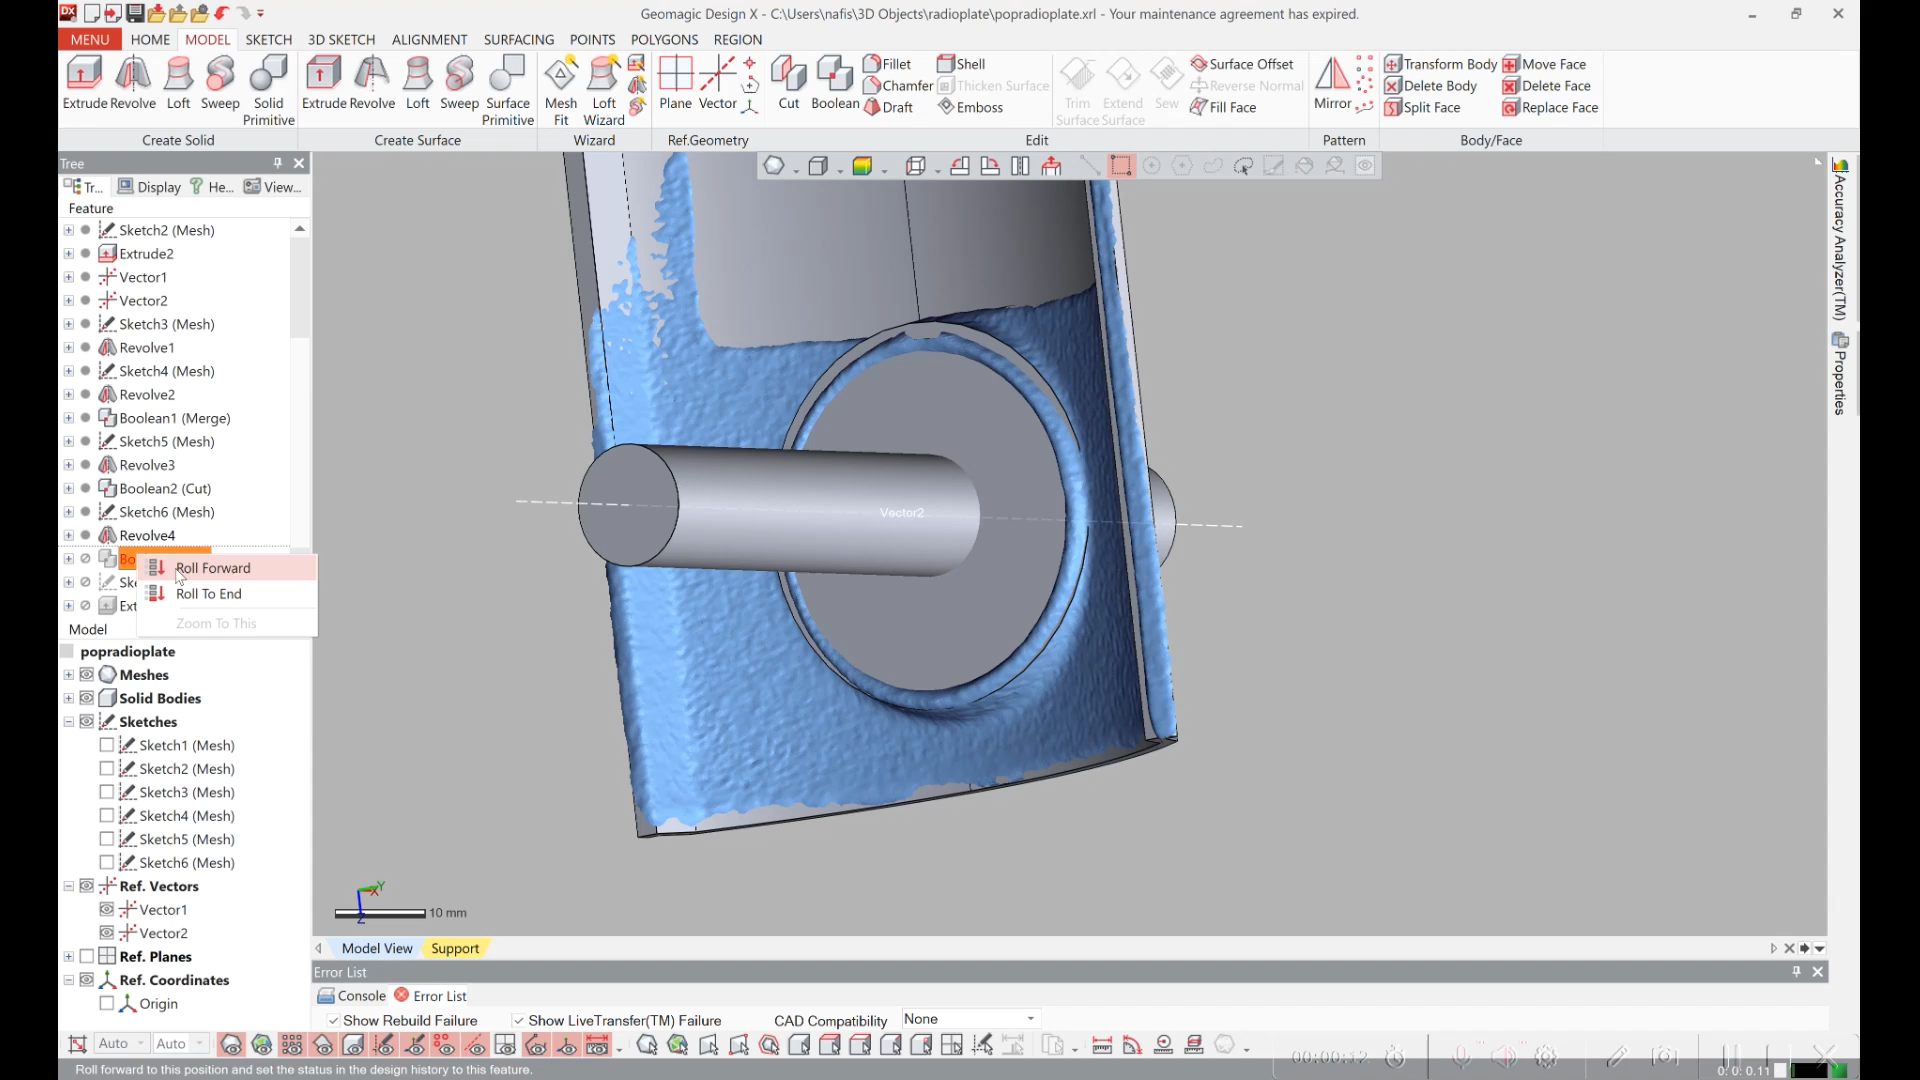 Geomagic Design X - C:\Users\nafis\3D Objects\radioplate\popradioplate.xrl - Your maintenance agreement has expired.
MENU HOME MODEL SKETCH 3D SKETCH ALIGNMENT SURFACING POINTS POLYGONS REGION
Extrude Revolve Loft Sweep Solid Primitive
Extrude Revolve Loft Sweep Surface Primitive
Mesh Fit Loft Wizard
Plane Vector
Cut Boolean
Fillet Shell
Chamfer Thicken Surface
Draft Emboss
Trim Surface Extend Surface Sew
Surface Offset
Reverse Normal
Fill Face
Mirror
Transform Body Move Face
Delete Body Delete Face
Split Face Replace Face
Create Solid Create Surface Wizard Ref.Geometry Edit Pattern Body/Face
Tree
Tr... Display He... View...
Feature
Sketch2 (Mesh)
Extrude2
Vector1
Vector2
Sketch3 (Mesh)
Revolve1
Sketch4 (Mesh)
Revolve2
Boolean1 (Merge)
Sketch5 (Mesh)
Revolve3
Boolean2 (Cut)
Sketch6 (Mesh)
Revolve4
Bo
Ske
Ext
Roll Forward
Roll To End
Zoom To This
Model
popradioplate
Meshes
Solid Bodies
Sketches
Sketch1 (Mesh)
Sketch2 (Mesh)
Sketch3 (Mesh)
Sketch4 (Mesh)
Sketch5 (Mesh)
Sketch6 (Mesh)
Ref. Vectors
Vector1
Vector2
Ref. Planes
Ref. Coordinates
Origin
Vector2
Y
X
Z
10 mm
Accuracy Analyzer(TM)
Properties
Model View Support
Error List
Console Error List
Show Rebuild Failure Show LiveTransfer(TM) Failure CAD Compatibility None
Auto Auto
00:00:12
Roll forward to this position and set the status in the design history to this feature.
0: 0: 0.11